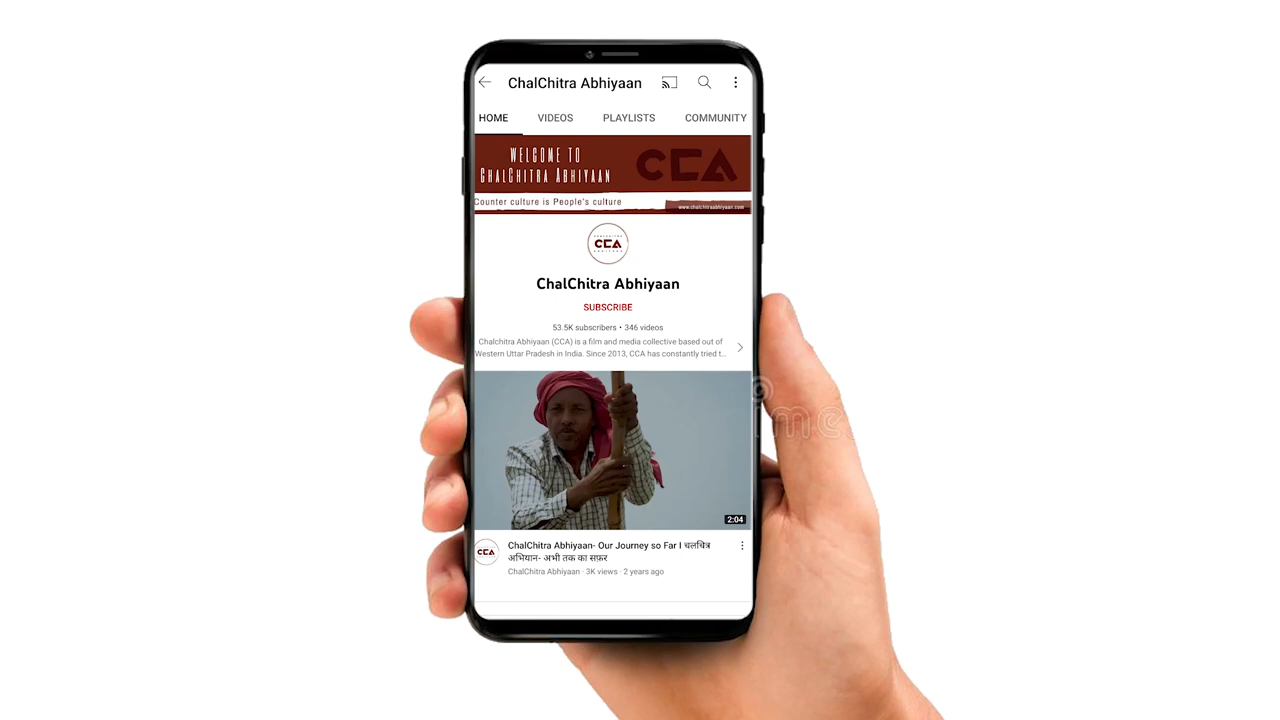 ChalChitra Abhiyaan
HOME VIDEOS PLAYLISTS COMMUNITY
WELCOME TO
CHALCHITRA ABHIYAAN
CCA
Counter culture is People's culture
www.chalchitraabhiyaan.com
CCA
ChalChitra Abhiyaan
SUBSCRIBE
53.5K subscribers • 346 videos
Chalchitra Abhiyaan (CCA) is a film and media collective based out of
Western Uttar Pradesh in India. Since 2013, CCA has constantly tried t...
2:04
CCA
ChalChitra Abhiyaan- Our Journey so Far I चलचित्र
अभियान- अभी तक का सफ़र
ChalChitra Abhiyaan · 3K views · 2 years ago